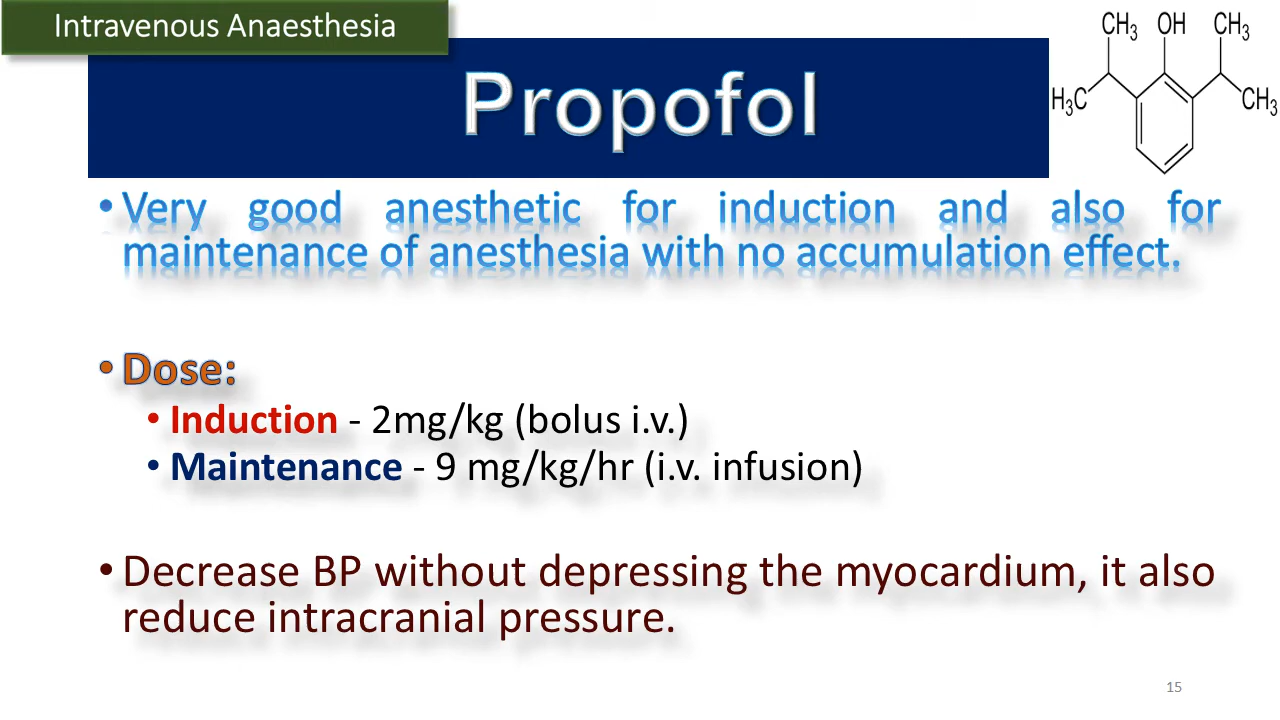 Intravenous Anaesthesia
Propofol
CH3 OH CH3
H3C CH3
• Very good anesthetic for induction and also for
maintenance of anesthesia with no accumulation effect.
• Dose:
• Induction - 2mg/kg (bolus i.v.)
• Maintenance - 9 mg/kg/hr (i.v. infusion)
• Decrease BP without depressing the myocardium, it also
reduce intracranial pressure.
15